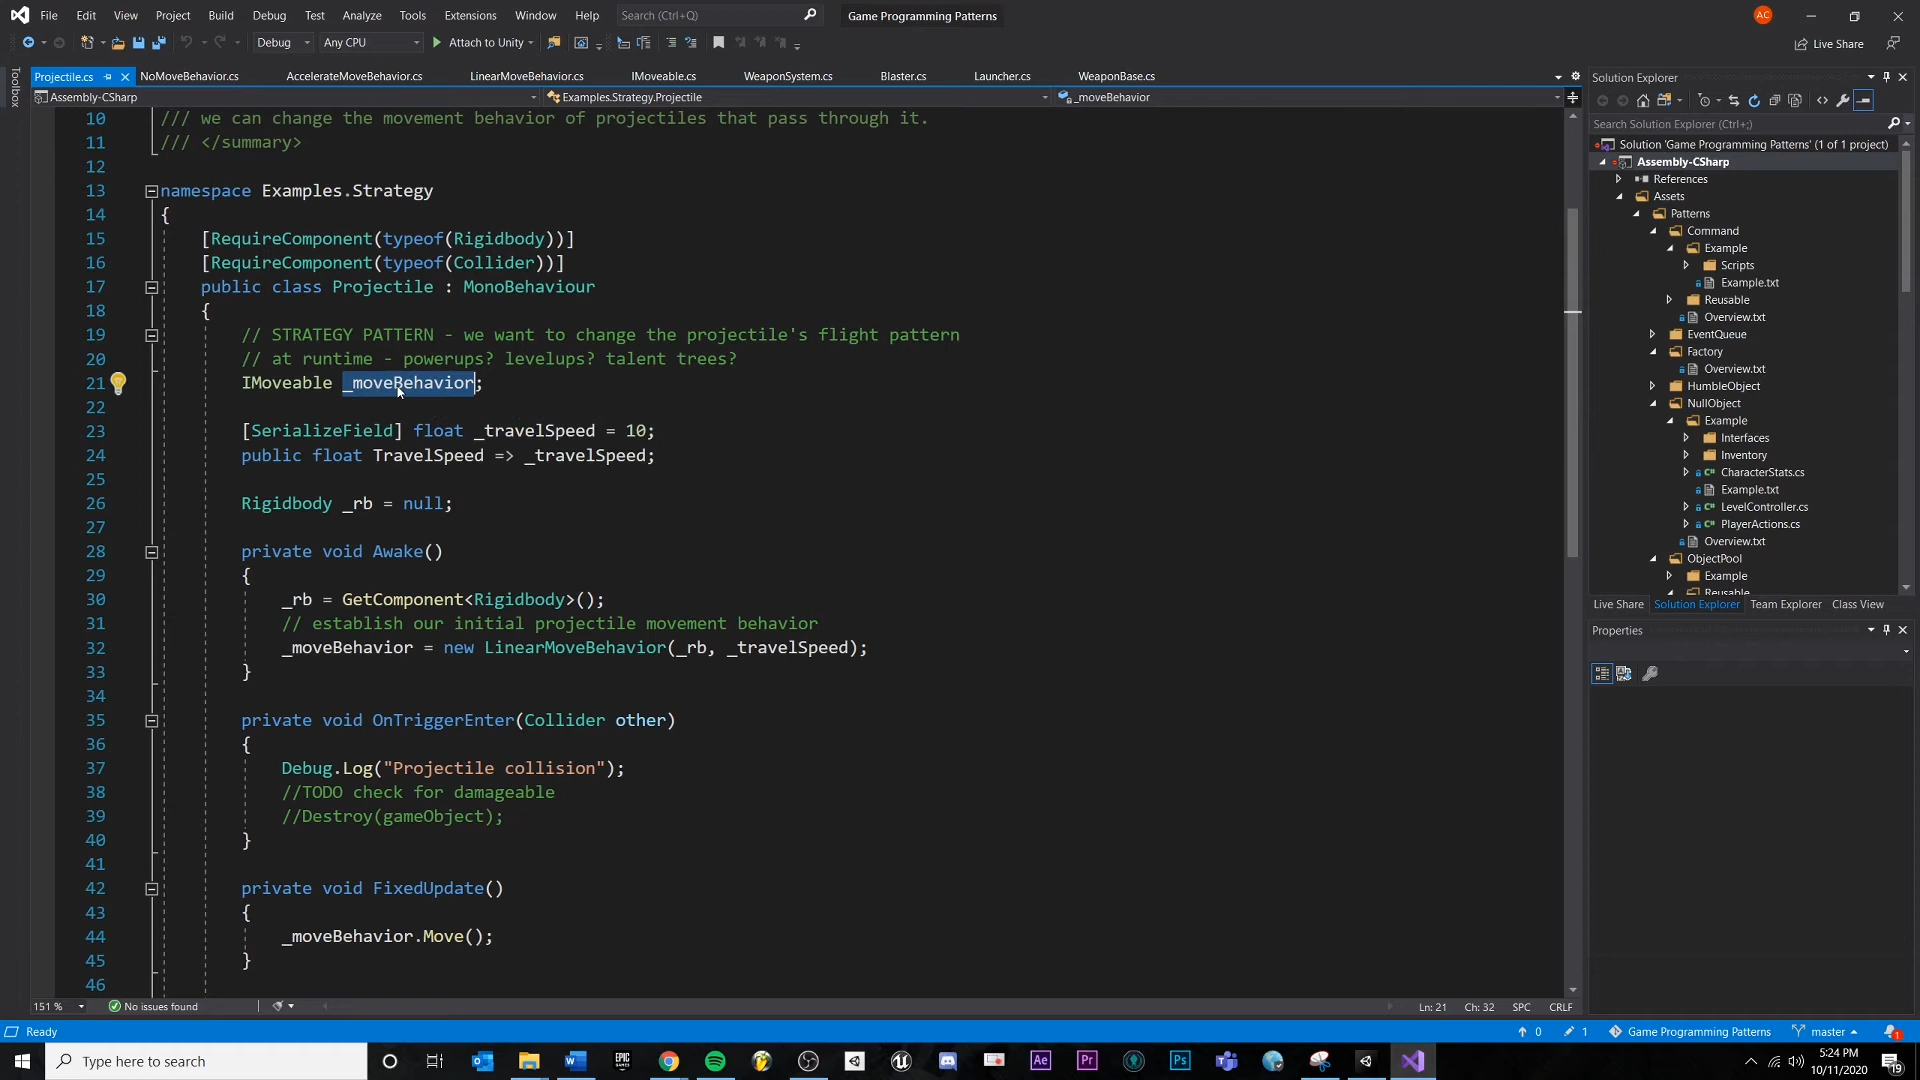 File Edit View Project Build Debug Test Analyze Tools Extensions Window Help Search (Ctrl+Q) Game Programming Patterns AC
Debug Any CPU Attach to Unity Live Share
Toolbox
Projectile.cs NoMoveBehavior.cs AccelerateMoveBehavior.cs LinearMoveBehavior.cs IMoveable.cs WeaponSystem.cs Blaster.cs Launcher.cs WeaponBase.cs
Assembly-CSharp Examples.Strategy.Projectile _moveBehavior
10 /// we can change the movement behavior of projectiles that pass through it.
11 /// </summary>
12
13 namespace Examples.Strategy
14 {
15 [RequireComponent(typeof(Rigidbody))]
16 [RequireComponent(typeof(Collider))]
17 public class Projectile : MonoBehaviour
18 {
19 // STRATEGY PATTERN - we want to change the projectile's flight pattern
20 // at runtime - powerups? levelups? talent trees?
21 IMoveable _moveBehavior;
22
23 [SerializeField] float _travelSpeed = 10;
24 public float TravelSpeed => _travelSpeed;
25
26 Rigidbody _rb = null;
27
28 private void Awake()
29 {
30 _rb = GetComponent<Rigidbody>();
31 // establish our initial projectile movement behavior
32 _moveBehavior = new LinearMoveBehavior(_rb, _travelSpeed);
33 }
34
35 private void OnTriggerEnter(Collider other)
36 {
37 Debug.Log("Projectile collision");
38 //TODO check for damageable
39 //Destroy(gameObject);
40 }
41
42 private void FixedUpdate()
43 {
44 _moveBehavior.Move();
45 }
46
151 % No issues found Ln: 21 Ch: 32 SPC CRLF
Solution Explorer
Search Solution Explorer (Ctrl+;)
Solution 'Game Programming Patterns' (1 of 1 project)
Assembly-CSharp
References
Assets
Patterns
Command
Example
Scripts
Example.txt
Reusable
Overview.txt
EventQueue
Factory
Overview.txt
HumbleObject
NullObject
Example
Interfaces
Inventory
CharacterStats.cs
Example.txt
LevelController.cs
PlayerActions.cs
Overview.txt
ObjectPool
Example
Reusable
Live Share Solution Explorer Team Explorer Class View
Properties
Ready 0 1 Game Programming Patterns master 1
Type here to search
EPIC GAMES
Ae Pr Ps
5:24 PM
10/11/2020
19